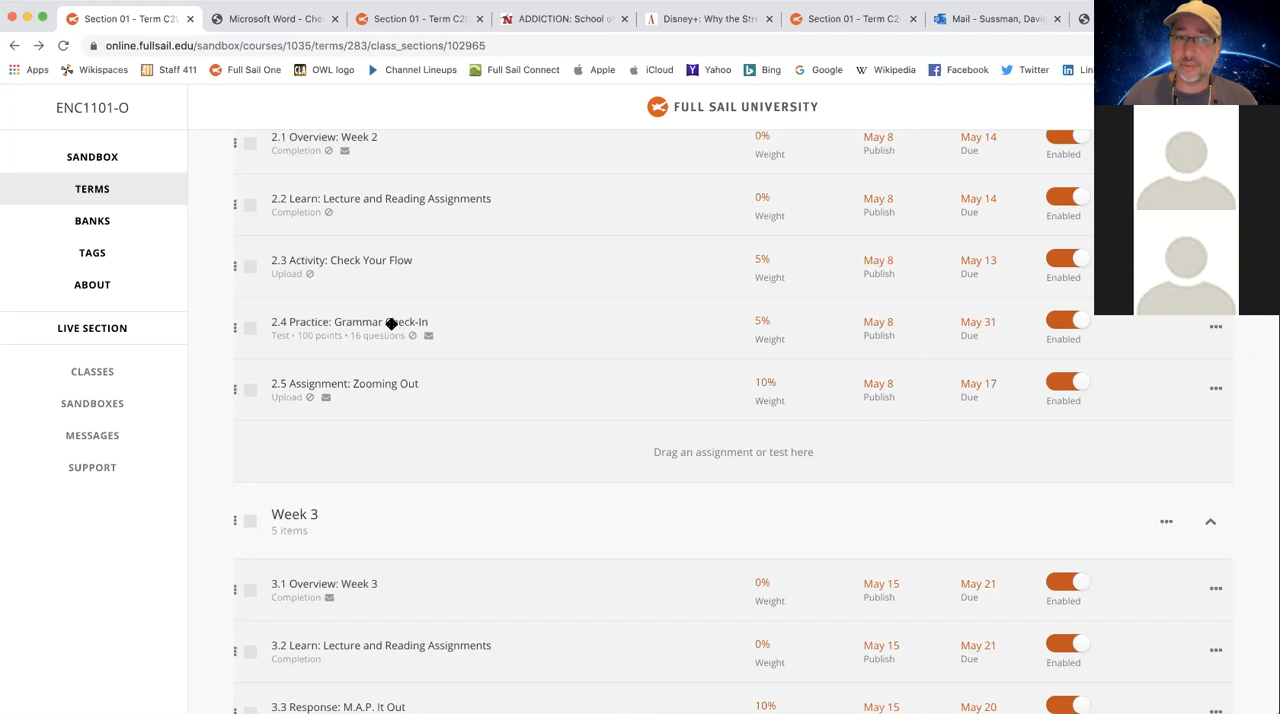 Section 01 - Term C20
Microsoft Word - Che
Section 01 - Term C2
ADDICTION: School o
Disney+: Why the Stre
Section 01 - Term C2
Mail - Sussman, Davi
online.fullsail.edu/sandbox/courses/1035/terms/283/class_sections/102965
Apps Wikispaces Staff 411 Full Sail One OWL logo Channel Lineups Full Sail Connect Apple iCloud Yahoo Bing Google Wikipedia Facebook Twitter Lin
ENC1101-O
FULL SAIL UNIVERSITY
SANDBOX
TERMS
BANKS
TAGS
ABOUT
LIVE SECTION
CLASSES
SANDBOXES
MESSAGES
SUPPORT
2.1 Overview: Week 2 0% May 8 May 14
Completion Weight Publish Due Enabled
2.2 Learn: Lecture and Reading Assignments 0% May 8 May 14
Completion Weight Publish Due Enabled
2.3 Activity: Check Your Flow 5% May 8 May 13
Upload Weight Publish Due Enabled
2.4 Practice: Grammar Check-In 5% May 8 May 31
Test • 100 points • 16 questions Weight Publish Due Enabled
2.5 Assignment: Zooming Out 10% May 8 May 17
Upload Weight Publish Due Enabled
Drag an assignment or test here
Week 3
5 items
3.1 Overview: Week 3 0% May 15 May 21
Completion Weight Publish Due Enabled
3.2 Learn: Lecture and Reading Assignments 0% May 15 May 21
Completion Weight Publish Due Enabled
3.3 Response: M.A.P. It Out 10% May 15 May 20